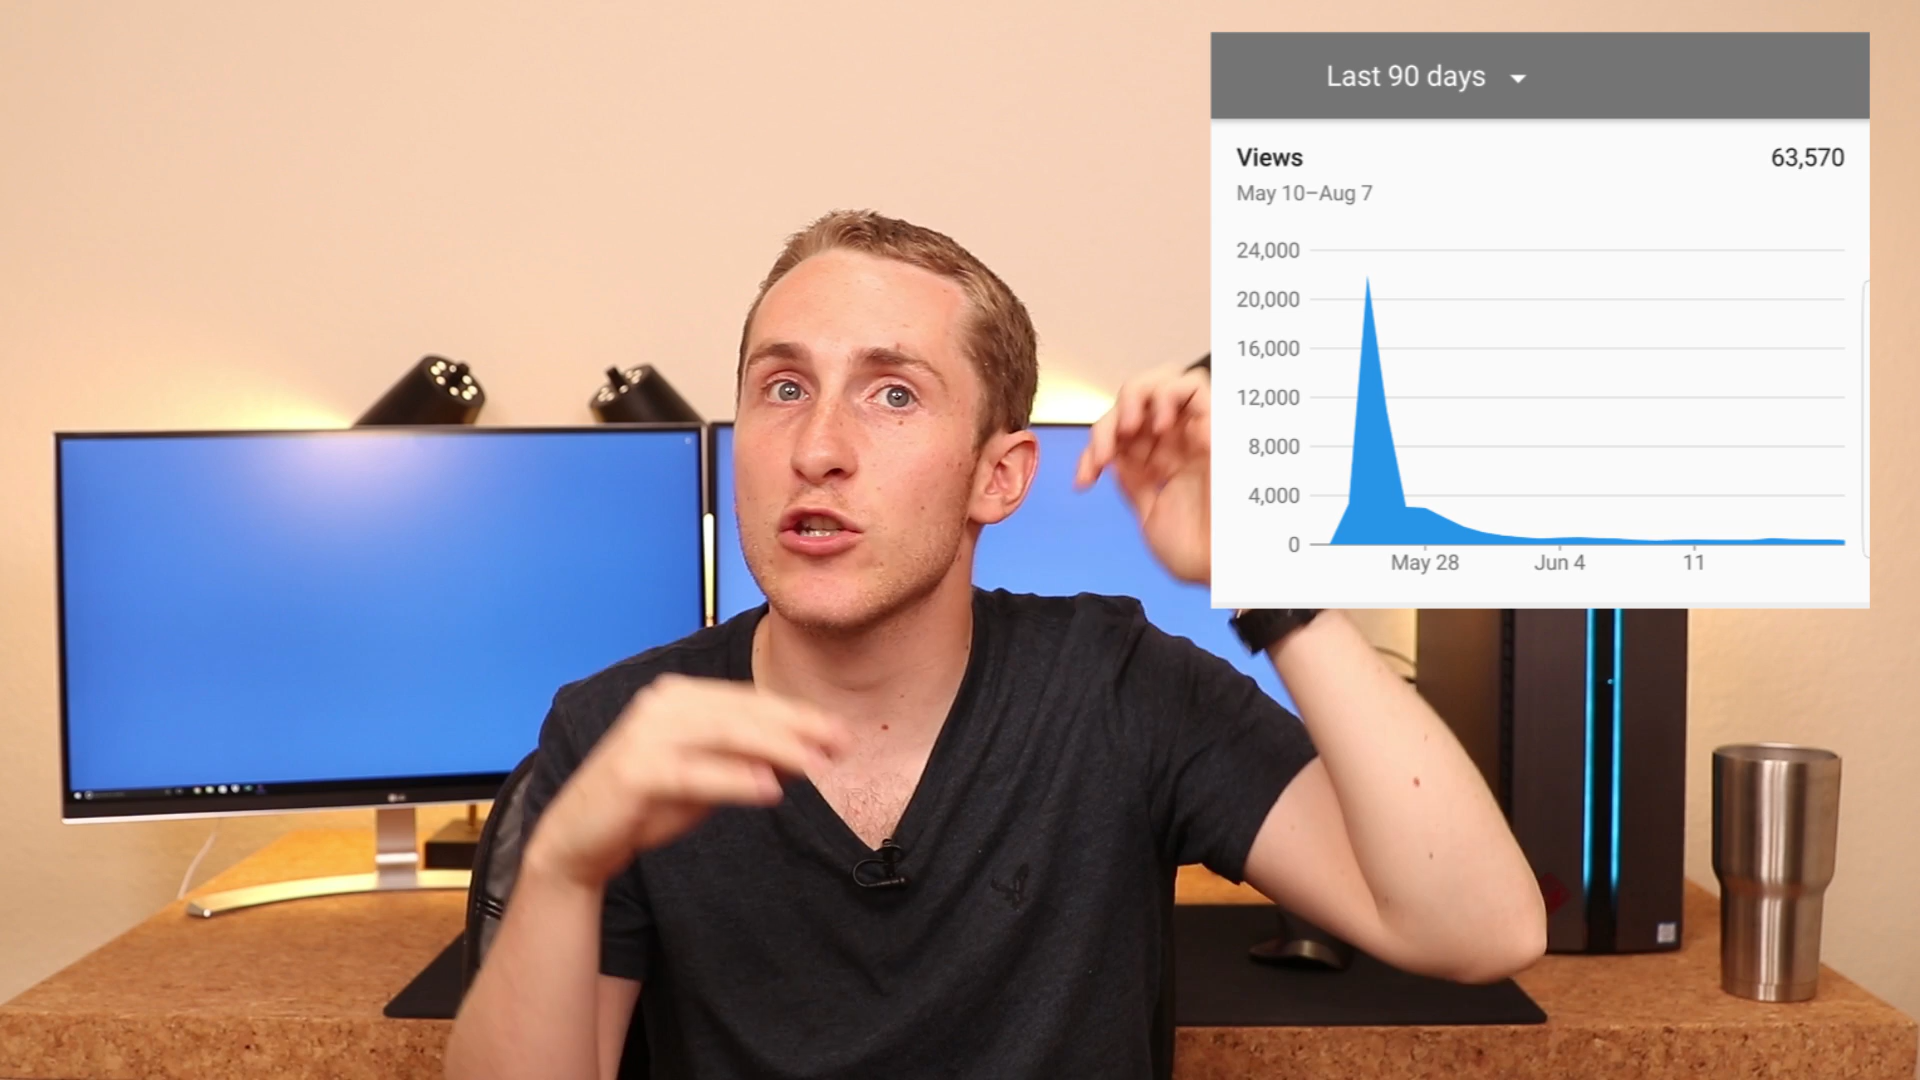 Last 90 days
Views 63,570
May 10–Aug 7
24,000
20,000
16,000
12,000
8,000
4,000
0
May 28 Jun 4 11
LG